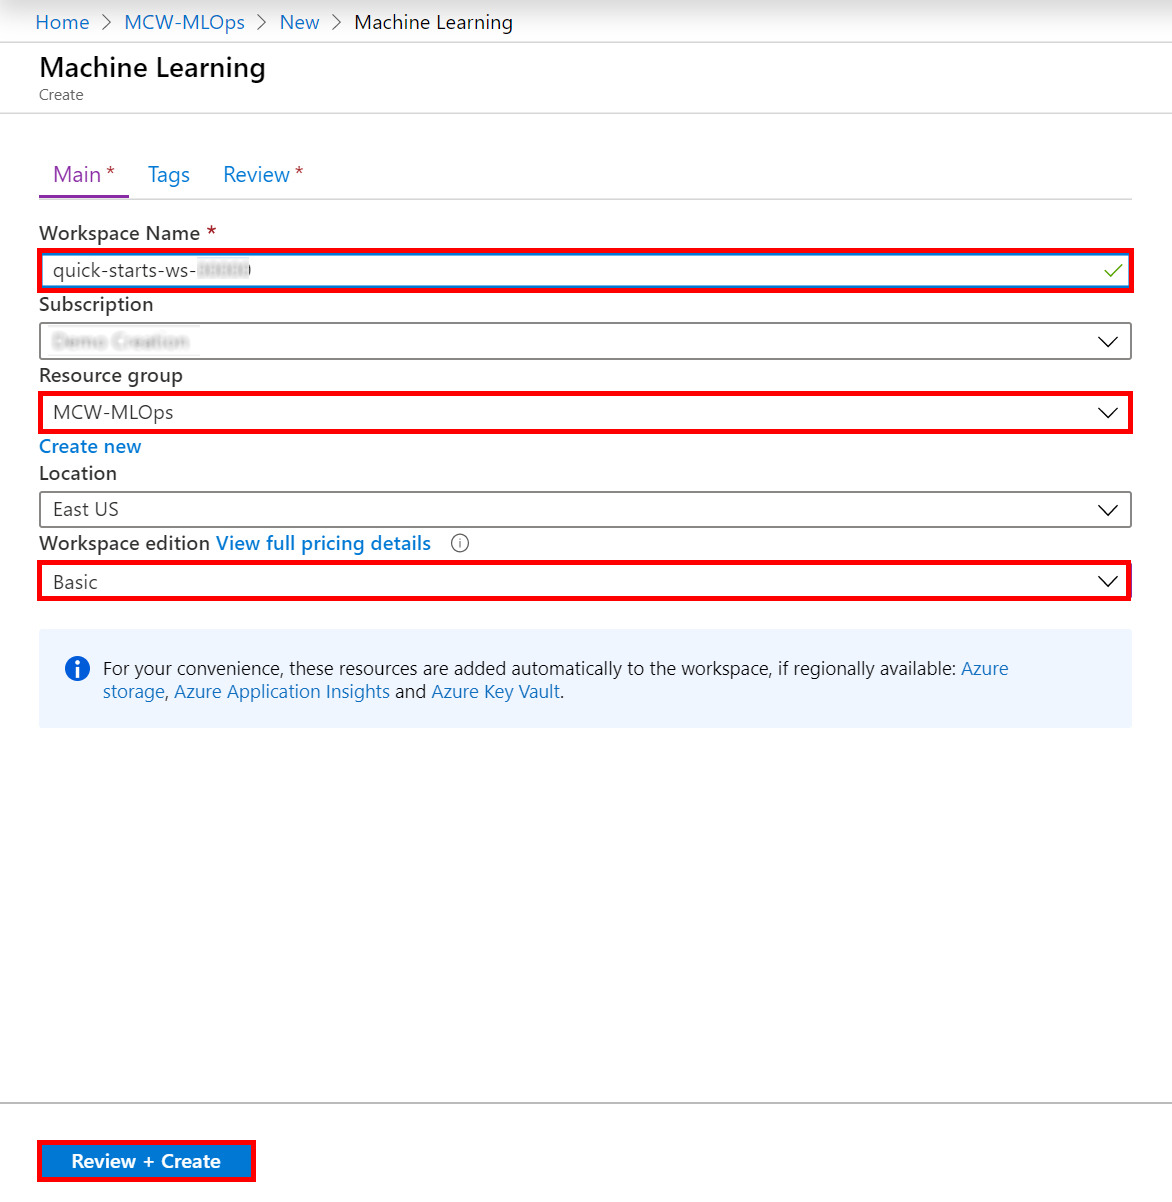 Home > MCW-MLOps > New > Machine Learning
Machine Learning
Create
Main * Tags Review *
Workspace Name *
quick-starts-ws-
Subscription
Resource group
MCW-MLOps
Create new
Location
East US
Workspace edition View full pricing details
Basic
For your convenience, these resources are added automatically to the workspace, if regionally available: Azure
storage, Azure Application Insights and Azure Key Vault.
Review + Create